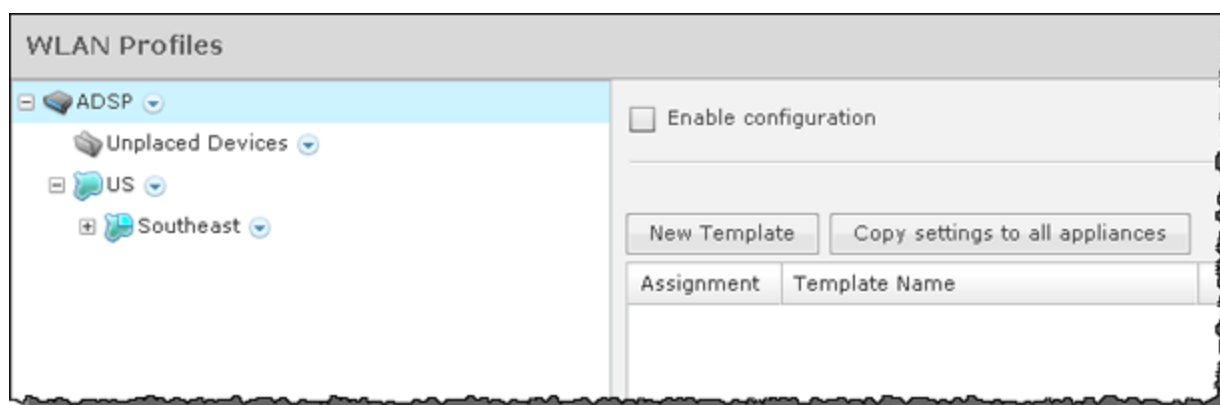 WLAN Profiles
ADSP
Unplaced Devices
US
Southeast
Enable configuration
New Template
Copy settings to all appliances
Assignment
Template Name